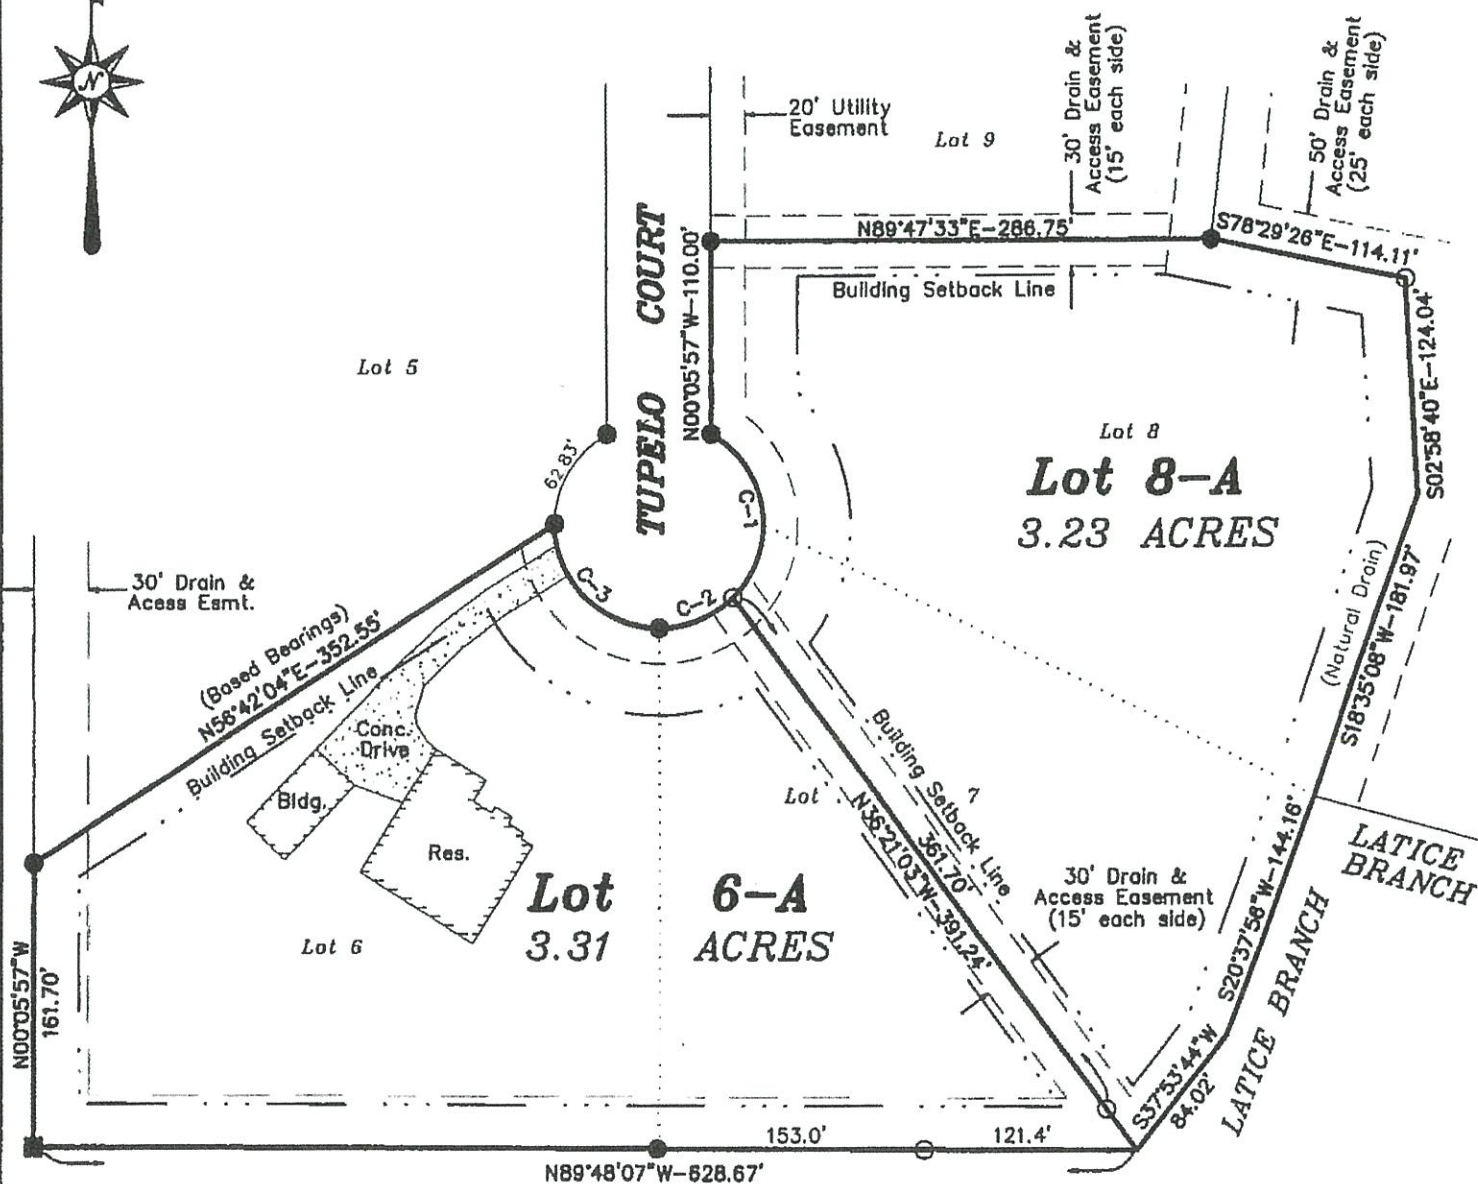 N
20' Utility
Easement
Lot 9
30' Drain &
Access Easement
(15' each side)
50' Drain &
Access Easement
(25' each side)
N89°47'33"E-286.75'
S78°29'26"E-114.11'
Building Setback Line
TUPELO COURT
N00°05'57"W-110.00'
S02°58'40"E-124.04'
Lot 5
62.83'
Lot 8
Lot 8-A
3.23 ACRES
C-1
C-2
C-3
30' Drain &
Acess Esmt.
(Based Bearings)
N56°42'04"E-352.55'
Building Setback Line
(Natural Drain)
S18°35'08"W-181.97'
Conc.
Drive
Bldg.
Res.
Lot 7
Building Setback Line
N36°21'03"W-391.24'
361.70'
30' Drain &
Access Easement
(15' each side)
S20°37'58"W-144.16'
LATICE
BRANCH
LATICE BRANCH
Lot 6-A
3.31 ACRES
Lot 6
N00°05'57"W
161.70'
S37°53'44"W
84.02'
153.0'
121.4'
N89°48'07"W-628.67'